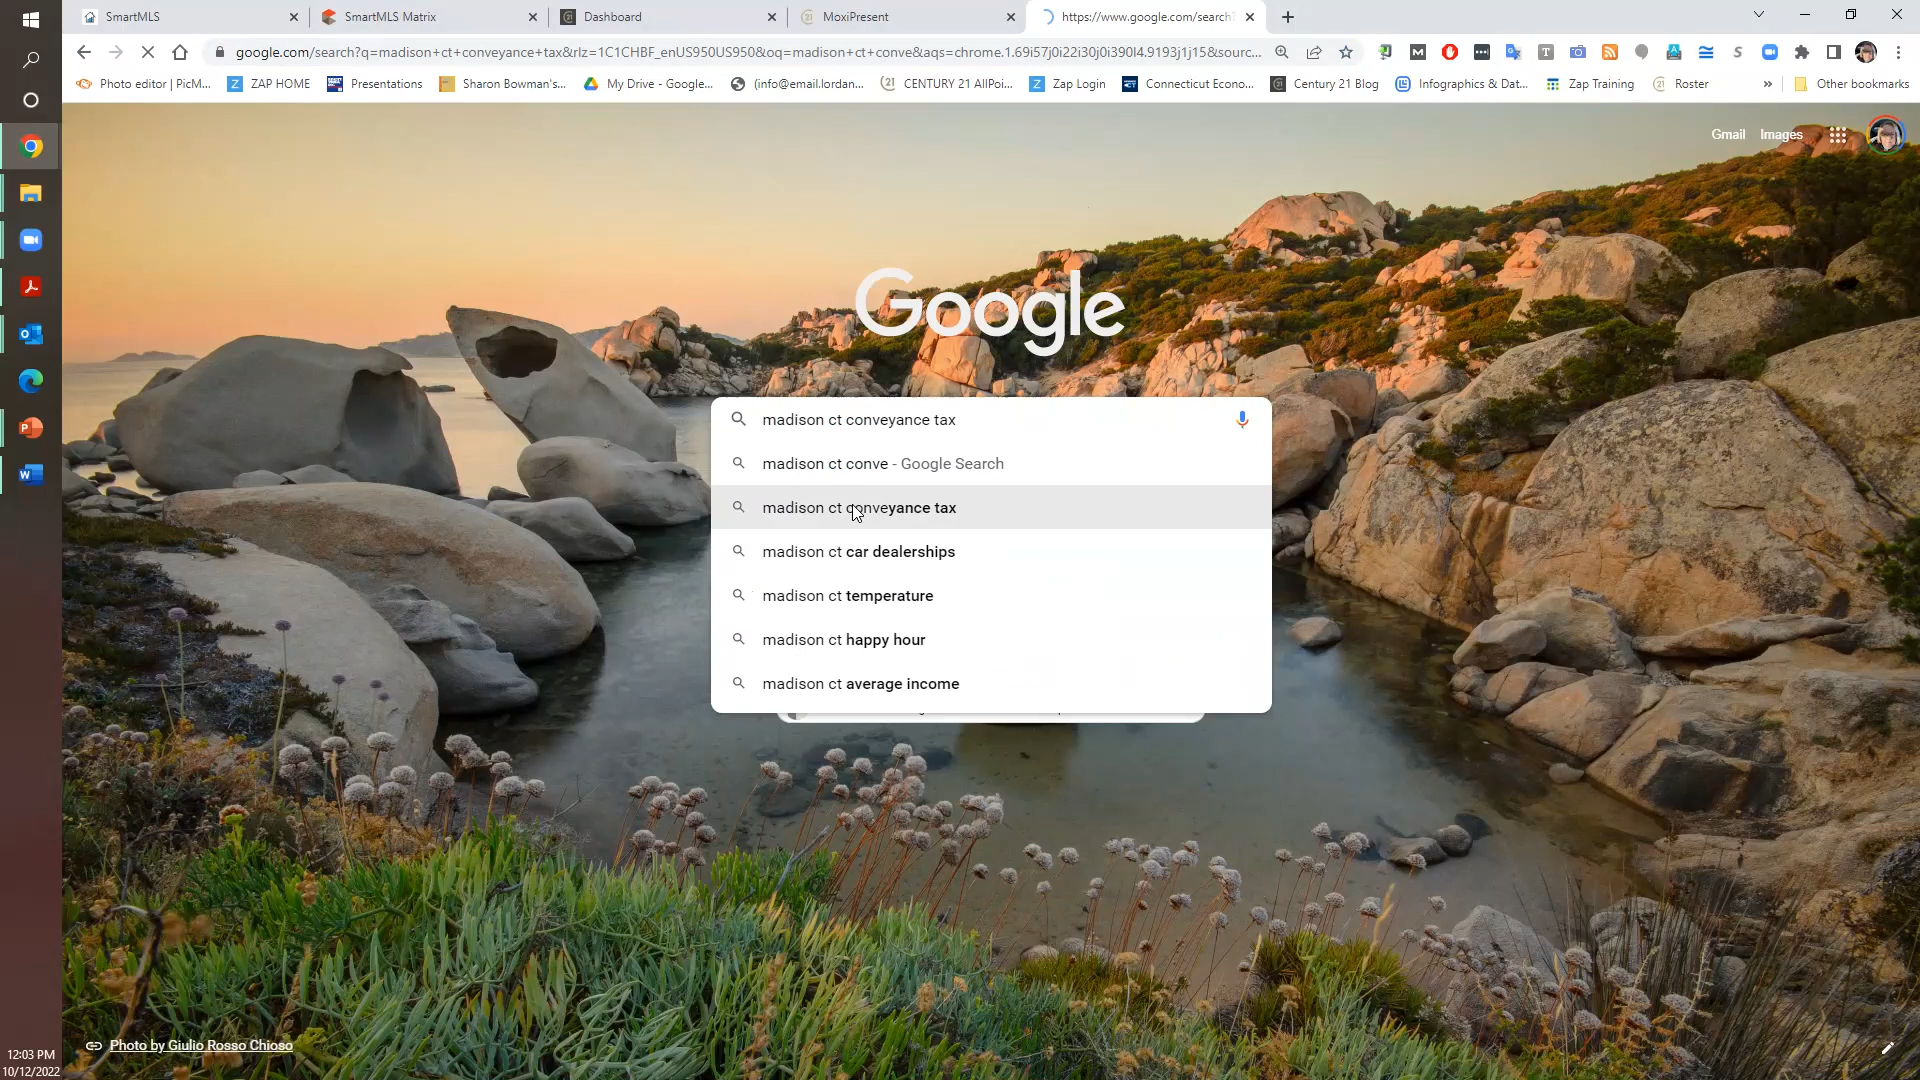 SmartMLS
SmartMLS Matrix
Dashboard
MoxiPresent
https://www.google.com/search?
google.com/search?q=madison+ct+conveyance+tax&rlz=1C1CHBF_enUS950US950&oq=madison+ct+conve&aqs=chrome.1.69i57j0i22i30j0i390l4.9193j1j15&sourc...
Photo editor | PicM...
ZAP HOME
Presentations
Sharon Bowman's...
My Drive - Google...
(info@email.lordan...
CENTURY 21 AllPoi...
Zap Login
Connecticut Econo...
Century 21 Blog
Infographics & Dat...
Zap Training
Roster
»
Other bookmarks
Gmail
Images
Google
madison ct conveyance tax
madison ct conve - Google Search
madison ct conveyance tax
madison ct car dealerships
madison ct temperature
madison ct happy hour
madison ct average income
Photo by Giulio Rosso Chioso
12:03 PM
10/12/2022